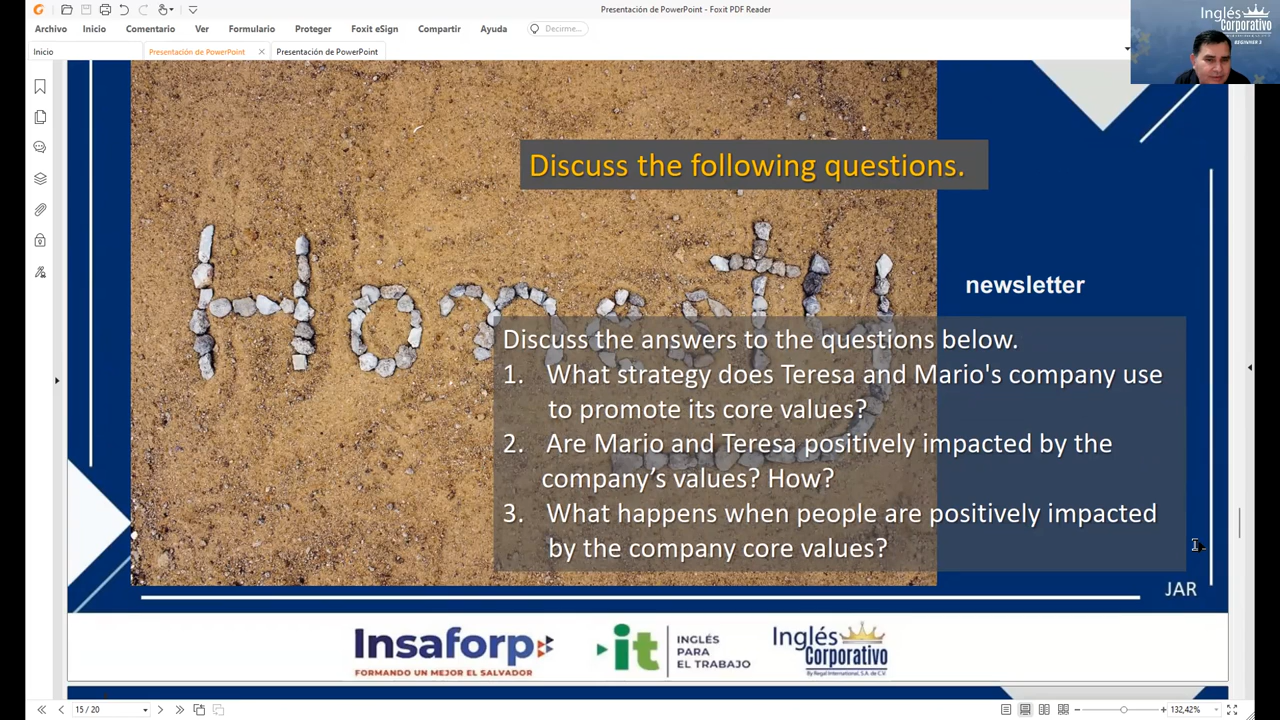 Presentación de PowerPoint - Foxit PDF Reader
Archivo Inicio Comentario Ver Formulario Proteger Foxit eSign Compartir Ayuda Decirme...
Inicio Presentación de PowerPoint Presentación de PowerPoint
Inglés
Corporativo
BEGINNER 2
Discuss the following questions.
Honesty
newsletter
Discuss the answers to the questions below.
1. What strategy does Teresa and Mario's company use
to promote its core values?
2. Are Mario and Teresa positively impacted by the
company's values? How?
3. What happens when people are positively impacted
by the company core values?
JAR
Insaforp
FORMANDO UN MEJOR EL SALVADOR
it
INGLÉS
PARA
EL TRABAJO
Inglés
Corporativo
By Regal International, S.A. de C.V.
15 / 20
132,42%